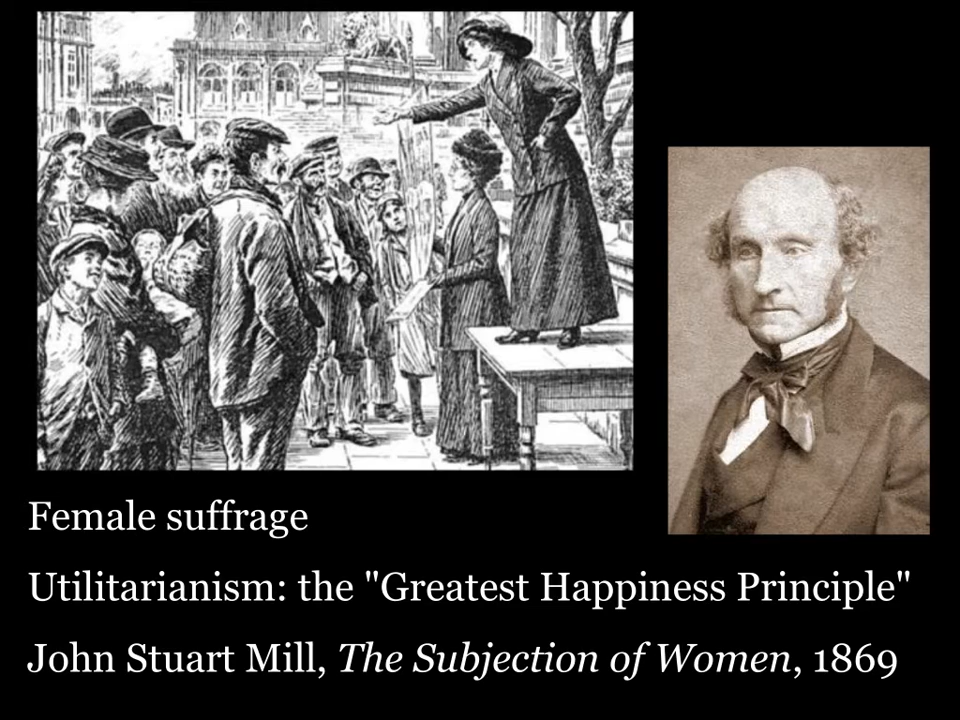 Female suffrage
Utilitarianism: the "Greatest Happiness Principle"
John Stuart Mill, The Subjection of Women, 1869